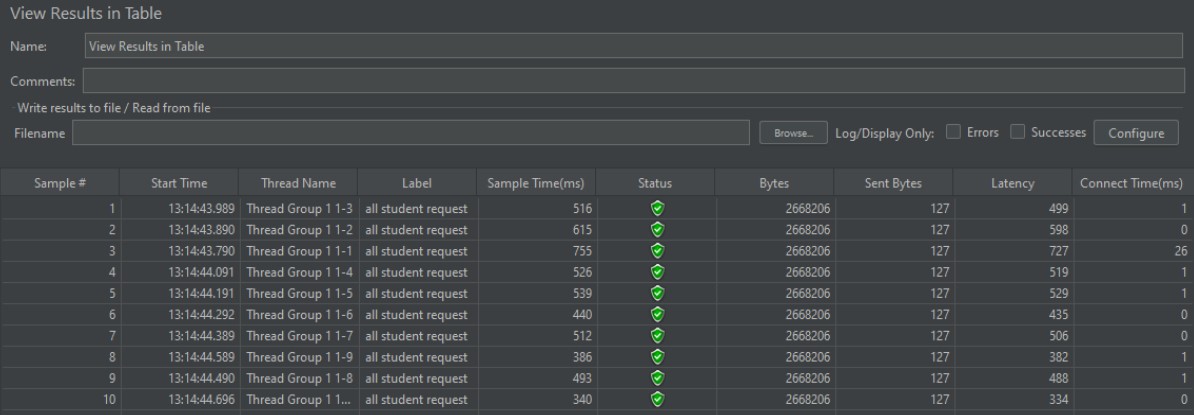 View Results in Table
Name: View Results in Table
Comments:
Write results to file / Read from file
Filename Browse... Log/Display Only: Errors Successes Configure
Sample # Start Time Thread Name Label Sample Time(ms) Status Bytes Sent Bytes Latency Connect Time(ms)
1 13:14:43.989 Thread Group 1 1-3 all student request 516 2668206 127 499 1
2 13:14:43.890 Thread Group 1 1-2 all student request 615 2668206 127 598 0
3 13:14:43.790 Thread Group 1 1-1 all student request 755 2668206 127 727 26
4 13:14:44.091 Thread Group 1 1-4 all student request 526 2668206 127 519 1
5 13:14:44.191 Thread Group 1 1-5 all student request 539 2668206 127 529 1
6 13:14:44.292 Thread Group 1 1-6 all student request 440 2668206 127 435 0
7 13:14:44.389 Thread Group 1 1-7 all student request 512 2668206 127 506 0
8 13:14:44.589 Thread Group 1 1-9 all student request 386 2668206 127 382 1
9 13:14:44.490 Thread Group 1 1-8 all student request 493 2668206 127 488 1
10 13:14:44.696 Thread Group 1 1... all student request 340 2668206 127 334 0